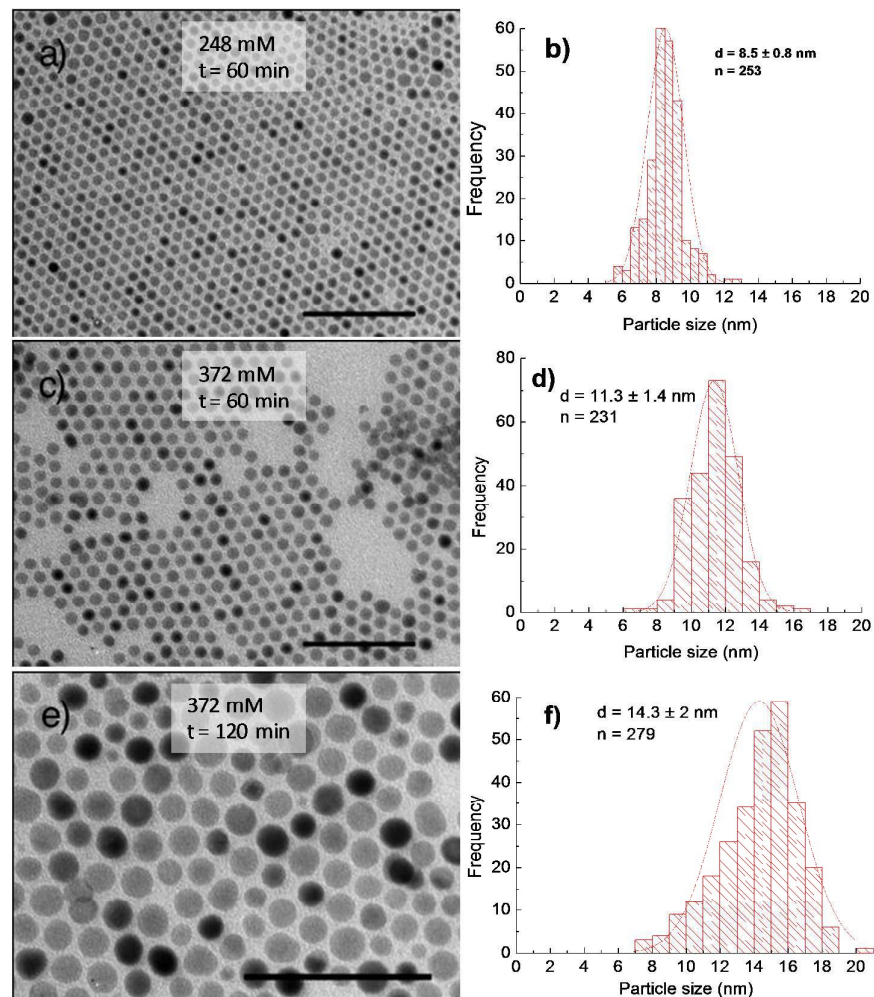 a)
248 mM
t = 60 min
b)
d = 8.5 ± 0.8 nm
n = 253
Frequency
60
50
40
30
20
10
0
0 2 4 6 8 10 12 14 16 18 20
Particle size (nm)
c)
372 mM
t = 60 min
d)
d = 11.3 ± 1.4 nm
n = 231
Frequency
80
60
40
20
0
0 2 4 6 8 10 12 14 16 18 20
Particle size (nm)
e)
372 mM
t = 120 min
f)
d = 14.3 ± 2 nm
n = 279
Frequency
60
50
40
30
20
10
0
0 2 4 6 8 10 12 14 16 18 20
Particle size (nm)